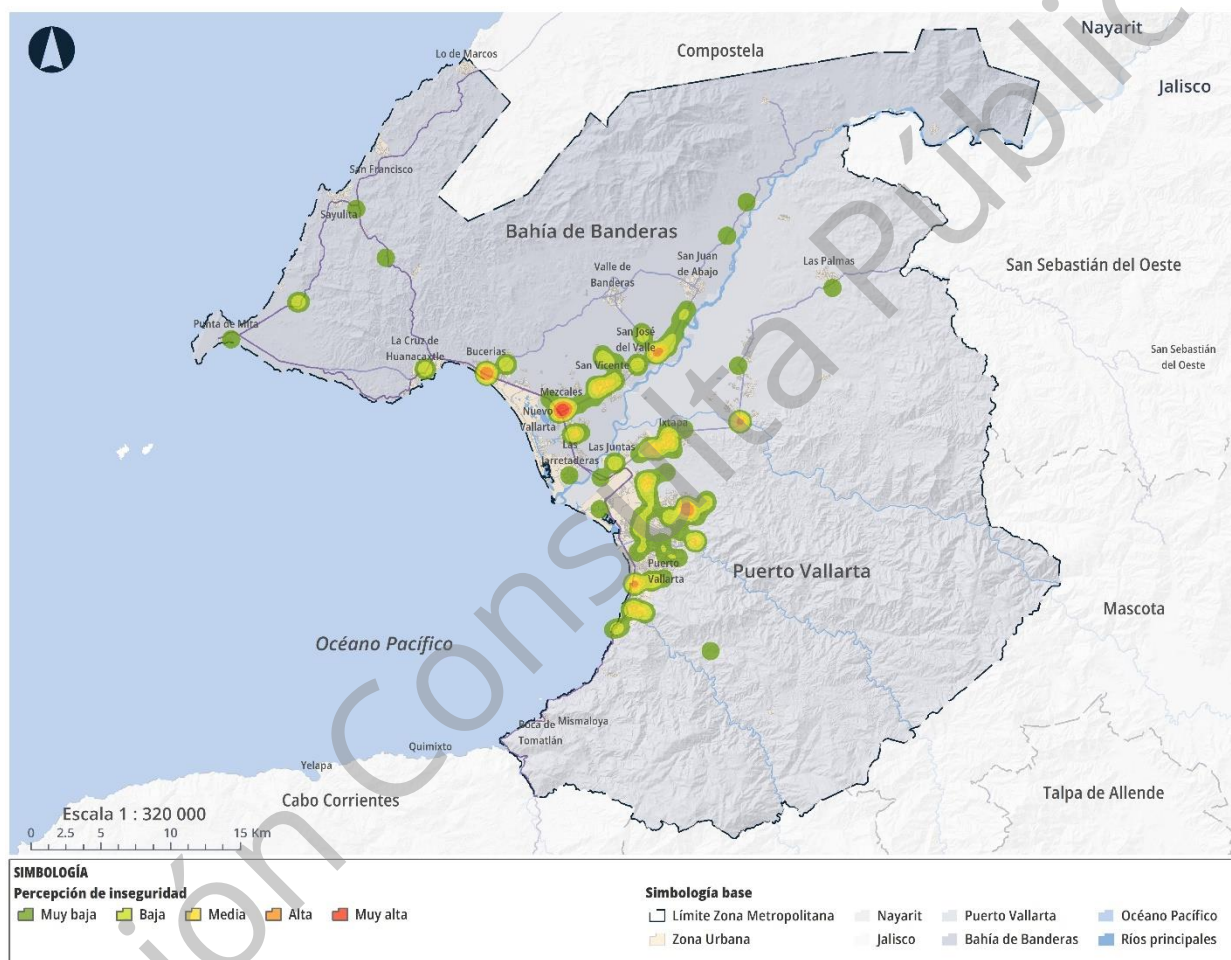 Nayarit
Compostela
Lo de Marcos
Jalisco
San Francisco
Sayulita
Bahía de Banderas
San Juan
de Abajo
Las Palmas
San Sebastián del Oeste
Valle de
Banderas
Punta de Mita
San José
del Valle
La Cruz de
Huanacaxtle
Bucerias
San Vicente
San Sebastián
del Oeste
Mezcales
Nuevo
Vallarta
Ixtapa
Las
Jarretaderas
Las Juntas
Puerto
Vallarta
Puerto Vallarta
Mascota
Océano Pacífico
Boca de
Tomatlán
Mismaloya
Quimixto
Yelapa
Cabo Corrientes
Talpa de Allende
Escala 1 : 320 000
0 2.5 5 10 15 Km
ión Consulta Públic
SIMBOLOGÍA
Percepción de inseguridad
Muy baja Baja Media Alta Muy alta
Simbología base
Límite Zona Metropolitana Nayarit Puerto Vallarta Océano Pacífico
Zona Urbana Jalisco Bahía de Banderas Ríos principales